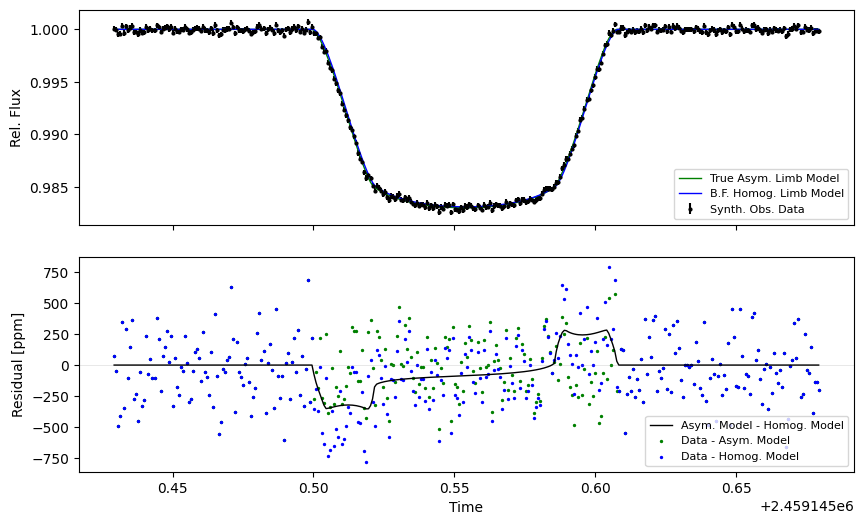 1.000
0.995
0.990
0.985
Rel. Flux
True Asym. Limb Model
B.F. Homog. Limb Model
Synth. Obs. Data
750
500
250
0
−250
−500
−750
Residual [ppm]
Asym. Model - Homog. Model
Data - Asym. Model
Data - Homog. Model
0.45
0.50
0.55
0.60
0.65
Time
+2.459145e6